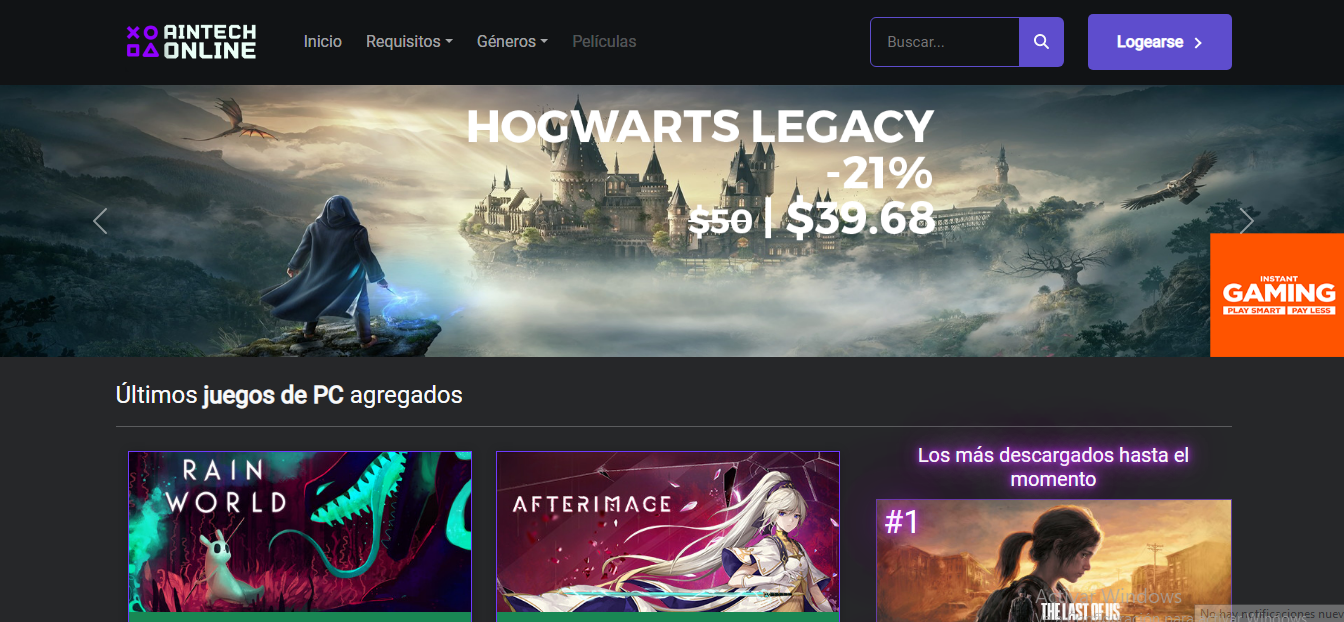 AINTECH
ONLINE
Inicio
Requisitos
Géneros
Películas
Buscar...
Logearse
HOGWARTS LEGACY
-21%
$50 | $39.68
INSTANT
GAMING
PLAY SMART | PAY LESS
Últimos juegos de PC agregados
RAIN
WORLD
AFTERIMAGE
Los más descargados hasta el
momento
#1
THE LAST OF US
Windows
No hay notificaciones nuev